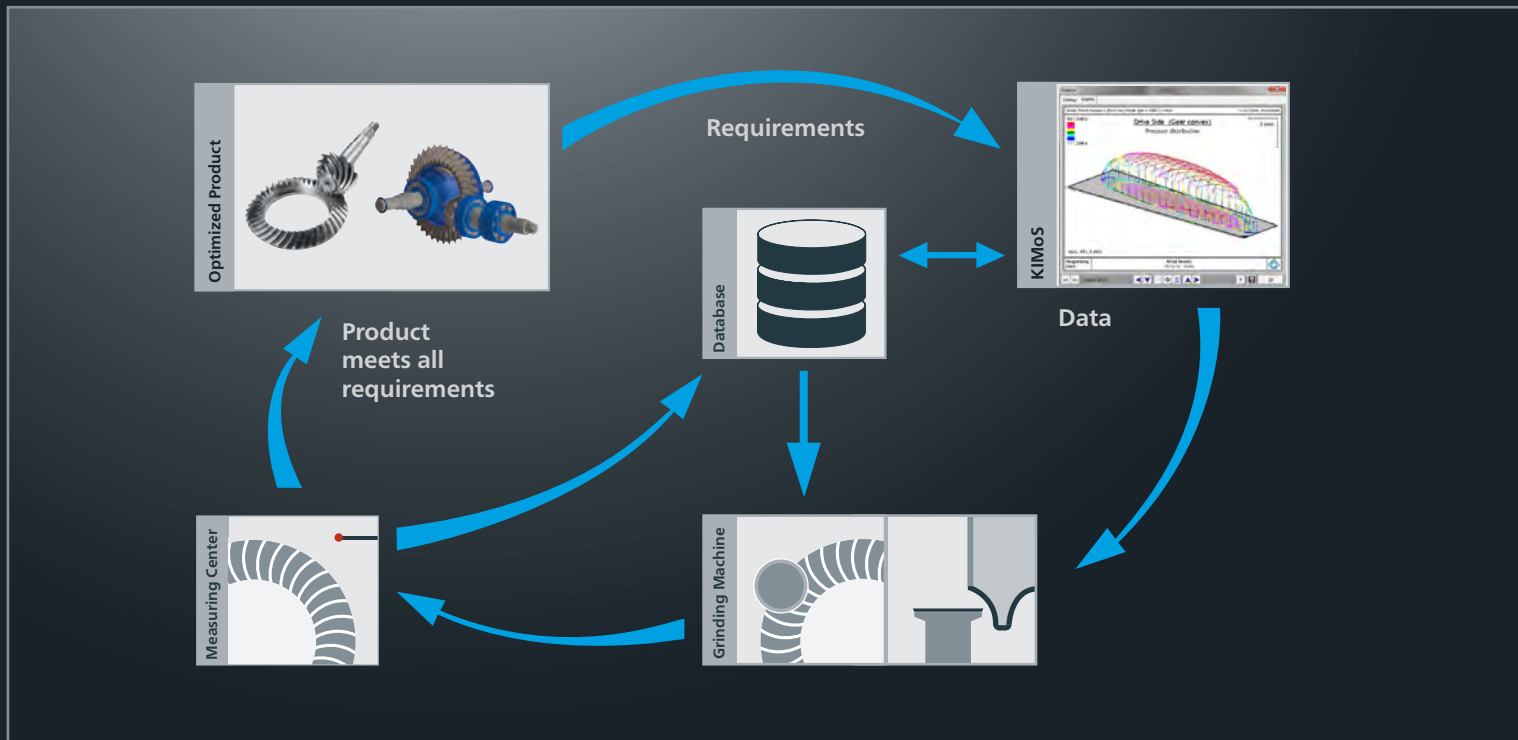 Optimized Product
Requirements
KIMoS
Drive Side (Gear convex)
Pressure distribution
Database
Data
Product
meets all
requirements
Measuring Center
Grinding Machine